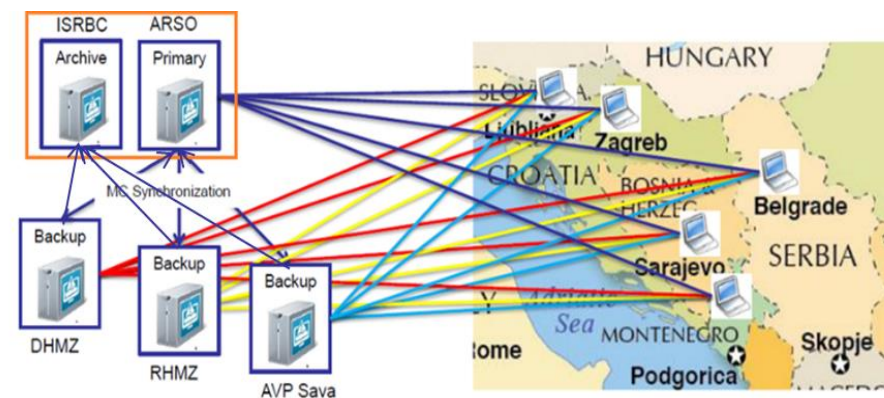 ISRBC
ARSO
Archive
Primary
MC Synchronization
Backup
Backup
Backup
DHMZ
RHMZ
AVP Sava
HUNGARY
Ljubljana
Zagreb
CROATIA
BOSNIA &
HERZEG
Belgrade
SERBIA
Sarajevo
Adriatic
Sea
MONTENEGRO
Skopje
Podgorica